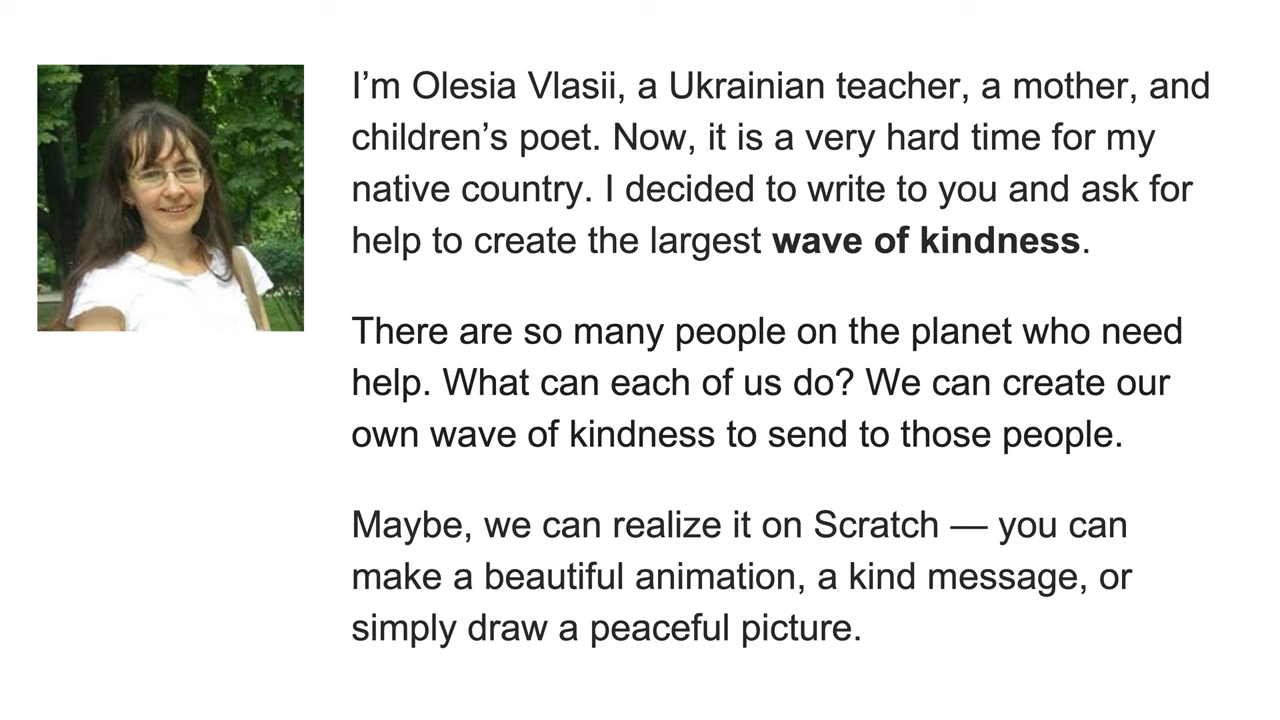 I’m Olesia Vlasii, a Ukrainian teacher, a mother, and
children’s poet. Now, it is a very hard time for my
native country. I decided to write to you and ask for
help to create the largest wave of kindness.
There are so many people on the planet who need
help. What can each of us do? We can create our
own wave of kindness to send to those people.
Maybe, we can realize it on Scratch — you can
make a beautiful animation, a kind message, or
simply draw a peaceful picture.